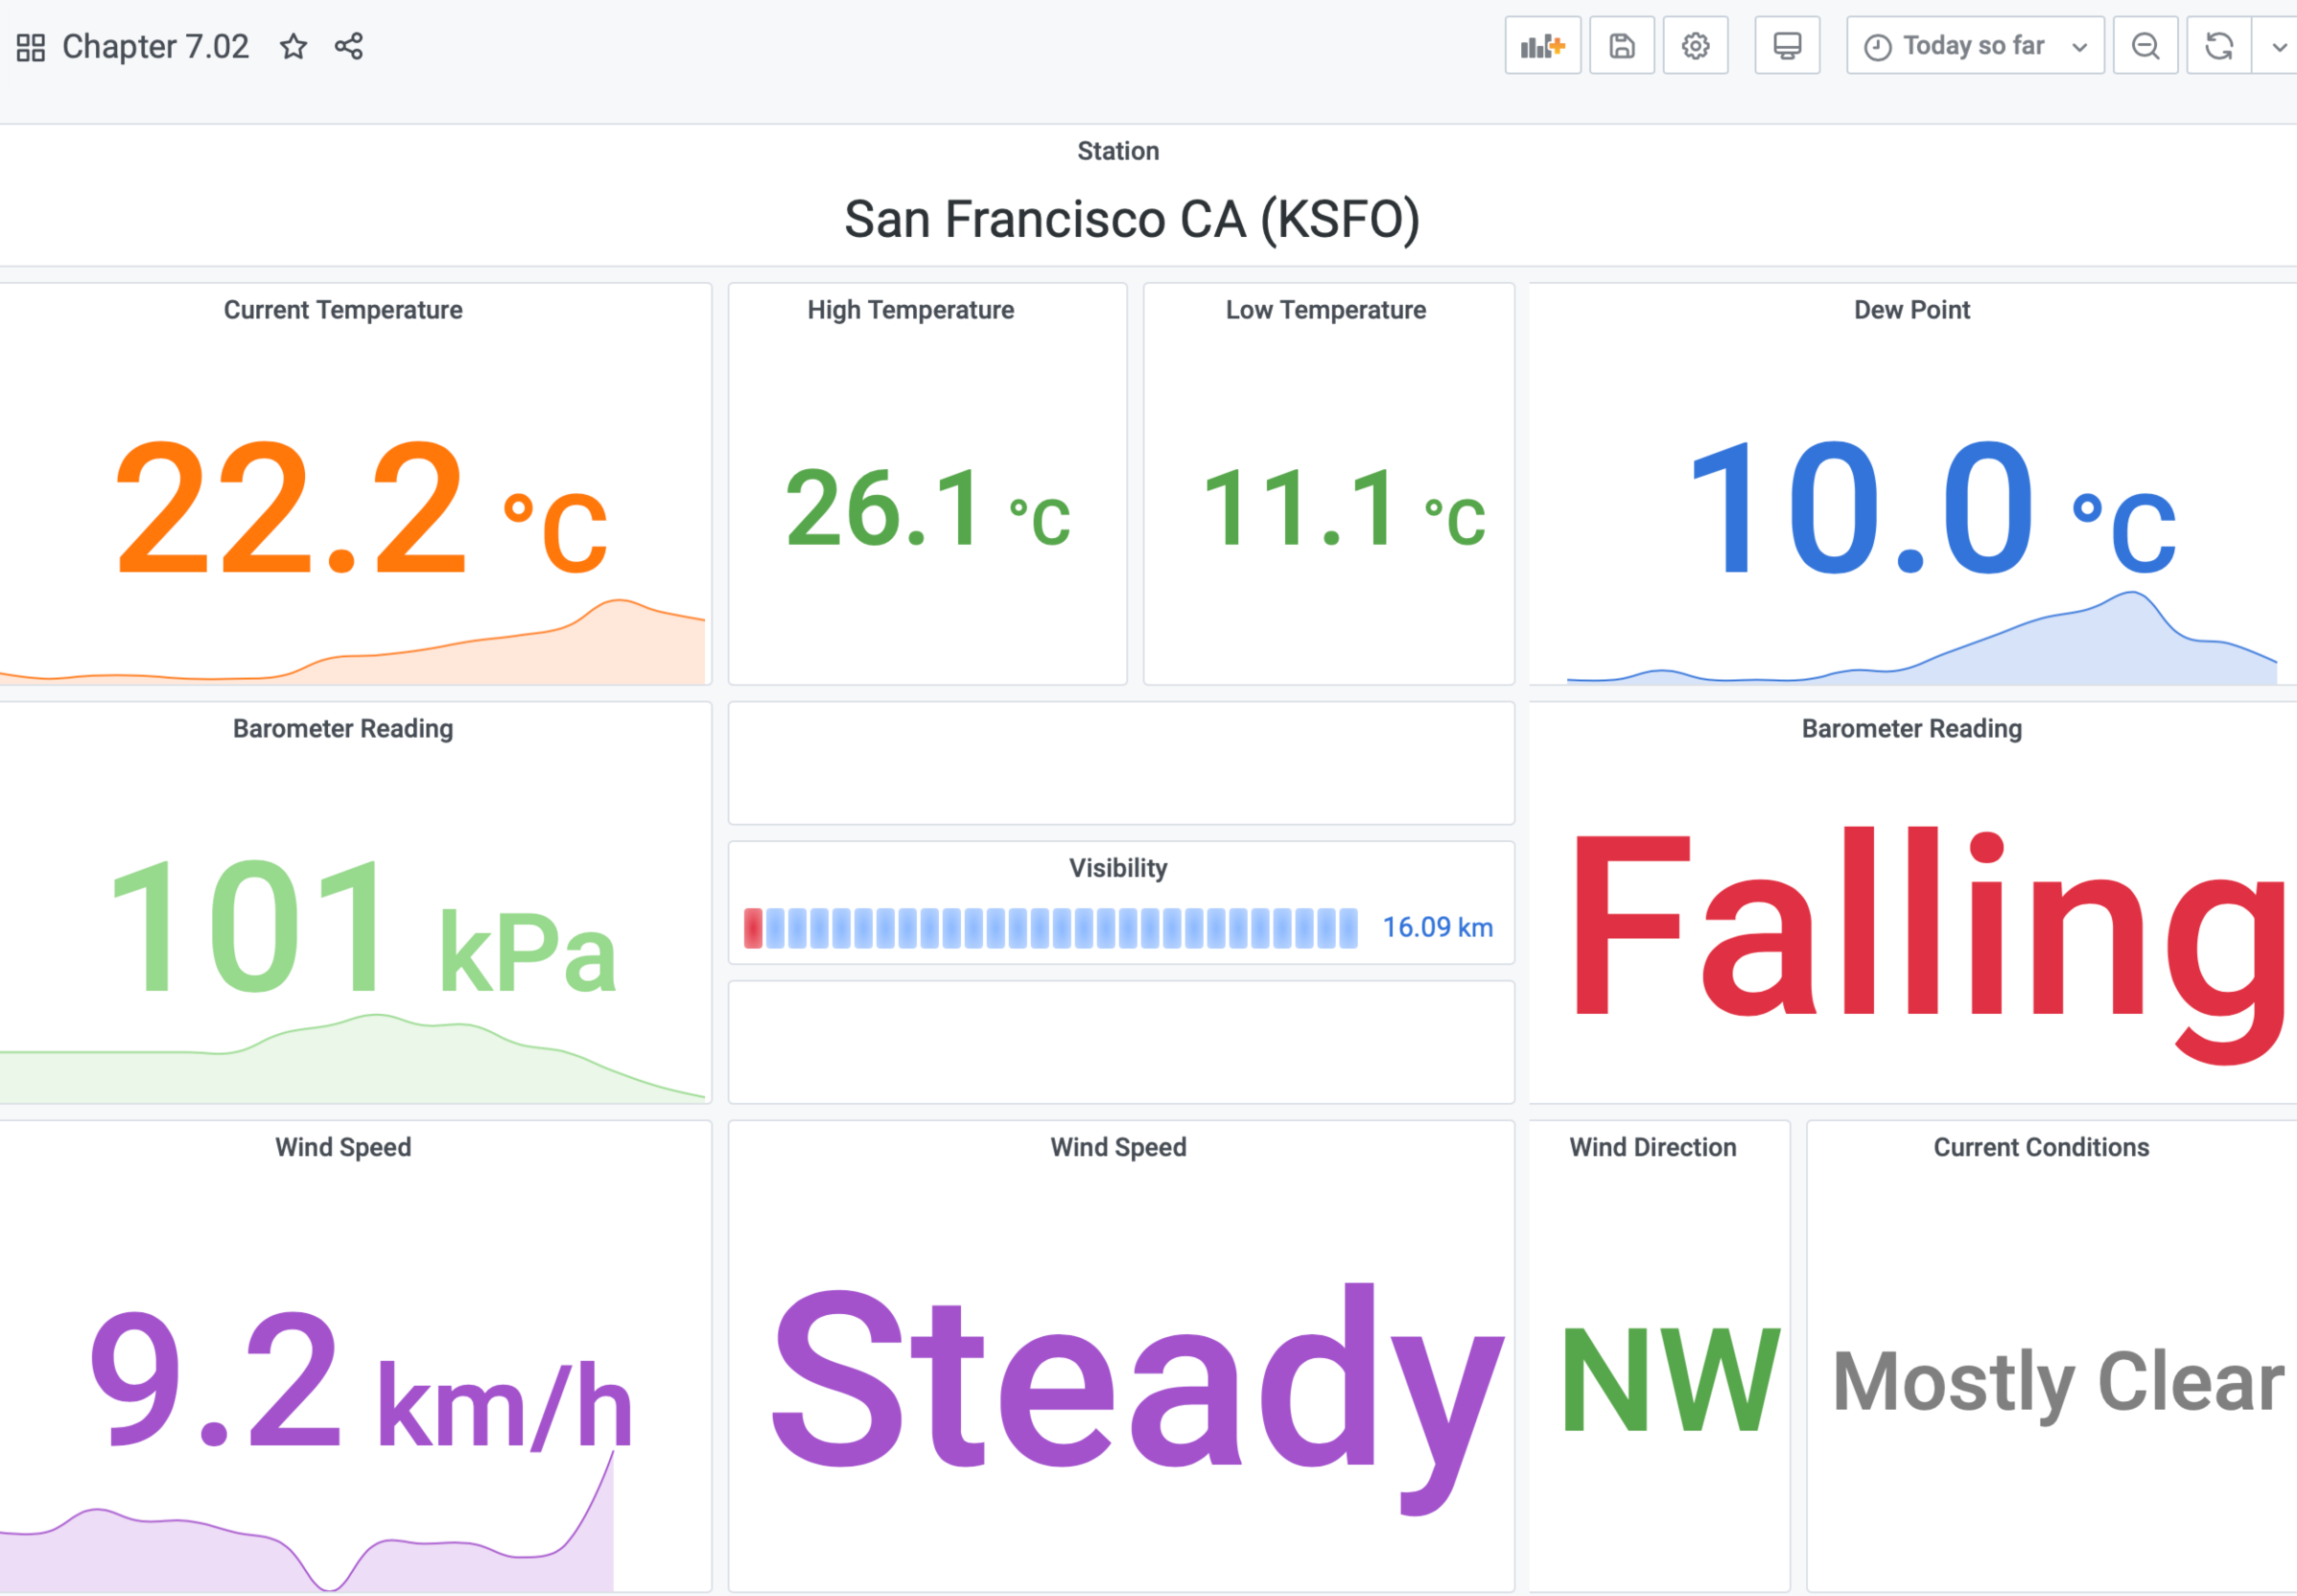 Chapter 7.02
Today so far
Station
San Francisco CA (KSFO)
Current Temperature
22.2 °C
High Temperature
26.1 °C
Low Temperature
11.1 °C
Dew Point
10.0 °C
Barometer Reading
101 kPa
Visibility
16.09 km
Barometer Reading
Falling
Wind Speed
9.2 km/h
Wind Speed
Steady
Wind Direction
NW
Current Conditions
Mostly Clear